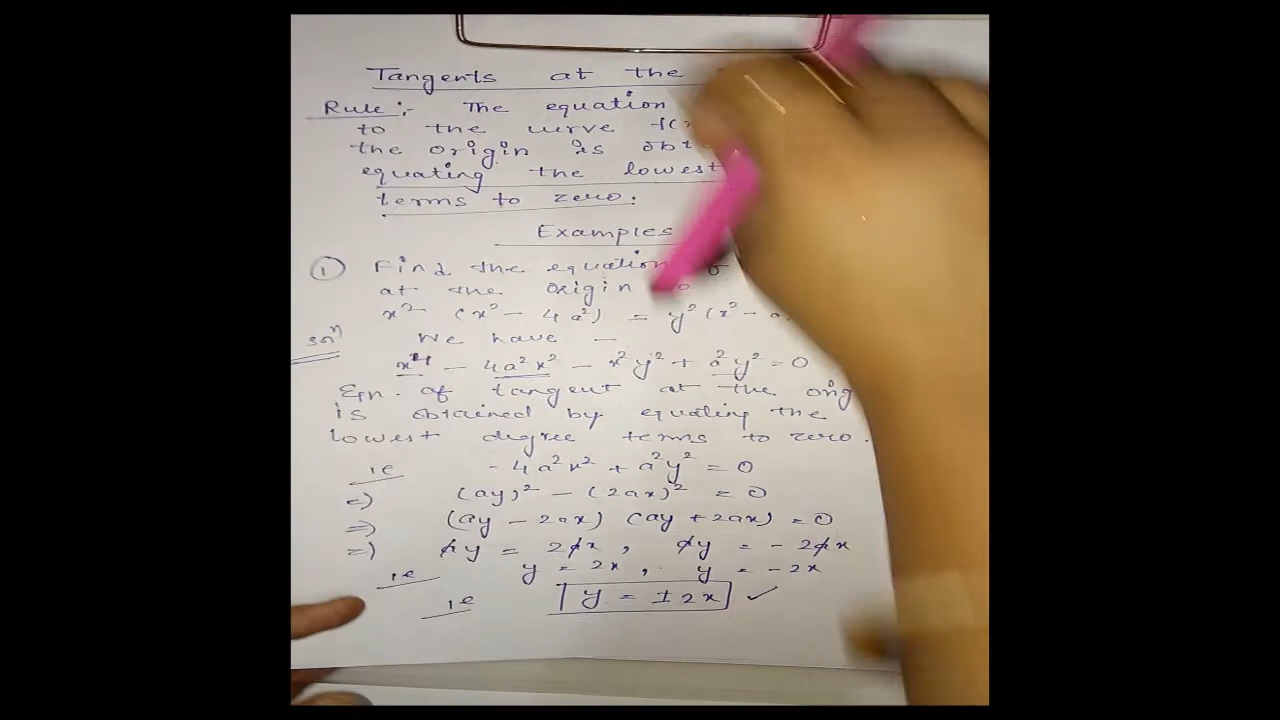 Tangents at the
Rule :- The equation
to the curve f(x
the origin is obt
equating the lowest
terms to zero.
Examples
① Find the equation
at the origin
x² (x² - 4a²) = y² (x² -
solⁿ We have —
x⁴ - 4a²x² - x²y² + a²y² = 0
Eqn. of tangent at the orig
is obtained by equating the
lowest degree terms to zero.
ie - 4a²x² + a²y² = 0
=) (ay)² - (2ax)² = 0
=) (ay - 2ax) (ay + 2ax) = 0
=) ay = 2ax , ay = - 2ax
ie y = 2x , y = - 2x
ie y = ± 2x ✓